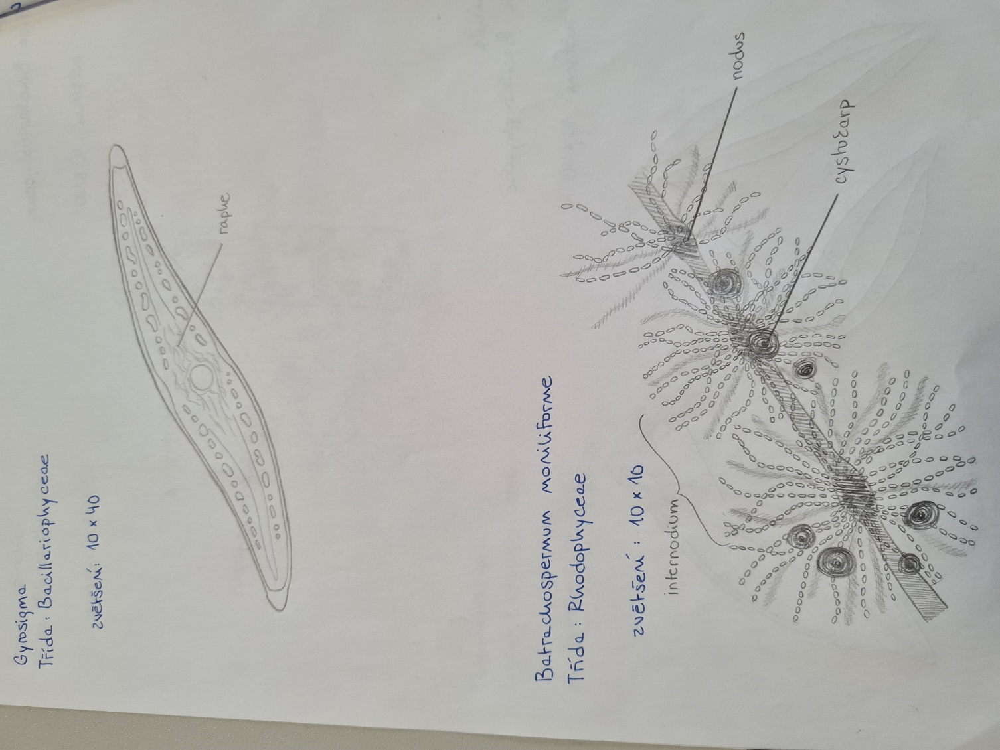 Gyrosigma
Třída: Bacillariophyceae
zvětšení: 10 x 40
raphe
Batrachospermum moniliforme
Třída: Rhodophyceae
zvětšení: 10 x 10
internodium
nodus
cystokarp